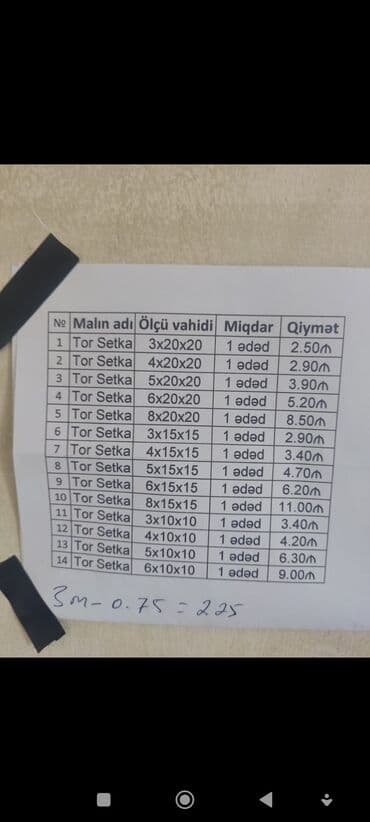 № Malın adı Ölçü vahidi Miqdar Qiymət
1 Tor Setka 3x20x20 1 ədəd 2.50₼
2 Tor Setka 4x20x20 1 ədəd 2.90₼
3 Tor Setka 5x20x20 1 ədəd 3.90₼
4 Tor Setka 6x20x20 1 ədəd 5.20₼
5 Tor Setka 8x20x20 1 ədəd 8.50₼
6 Tor Setka 3x15x15 1 ədəd 2.90₼
7 Tor Setka 4x15x15 1 ədəd 3.40₼
8 Tor Setka 5x15x15 1 ədəd 4.70₼
9 Tor Setka 6x15x15 1 ədəd 6.20₼
10 Tor Setka 8x15x15 1 ədəd 11.00₼
11 Tor Setka 3x10x10 1 ədəd 3.40₼
12 Tor Setka 4x10x10 1 ədəd 4.20₼
13 Tor Setka 5x10x10 1 ədəd 6.30₼
14 Tor Setka 6x10x10 1 ədəd 9.00₼
3м - 0.75 = 225